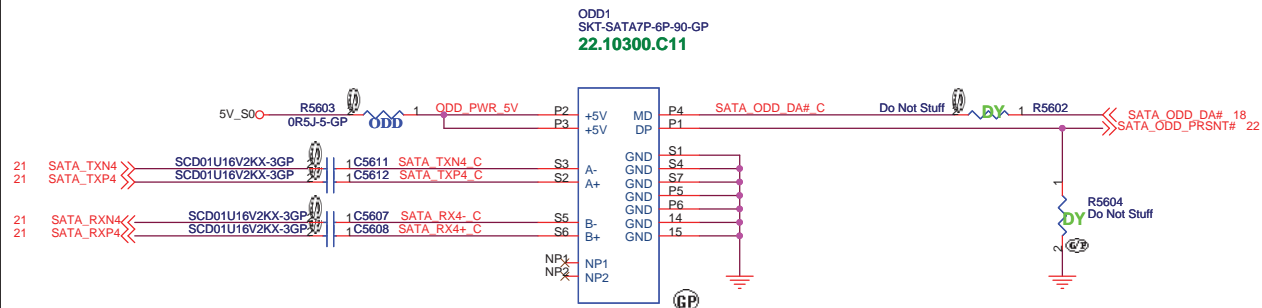 ODD1
SKT-SATA7P-6P-90-GP
22.10300.C11
5V_S0 R5603 1 ODD_PWR_5V P2 +5V MD P4 SATA_ODD_DA#_C Do Not Stuff 2 DY 1 R5602 SATA_ODD_DA# 18
0R5J-5-GP ODD P3 +5V DP P1 SATA_ODD_PRSNT# 22
GND S1
21 SATA_TXN4 SCD01U16V2KX-3GP 1 C5611 SATA_TXN4_C S3 A- GND S4
21 SATA_TXP4 SCD01U16V2KX-3GP 1 C5612 SATA_TXP4_C S2 A+ GND S7
GND P5
GND P6
21 SATA_RXN4 SCD01U16V2KX-3GP 1 C5607 SATA_RX4-_C S5 B- GND 14
21 SATA_RXP4 SCD01U16V2KX-3GP 1 C5608 SATA_RX4+_C S6 B+ GND 15
1
R5604
DY Do Not Stuff
2 G/P
NP1 NP1
NP2 NP2
GP